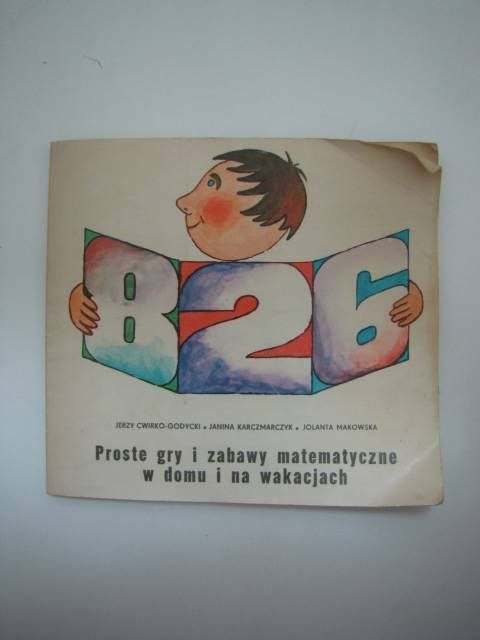 826
JERZY CWIRKO-GODYCKI • JANINA KARCZMARCZYK • JOLANTA MAKOWSKA
Proste gry i zabawy matematyczne
w domu i na wakacjach